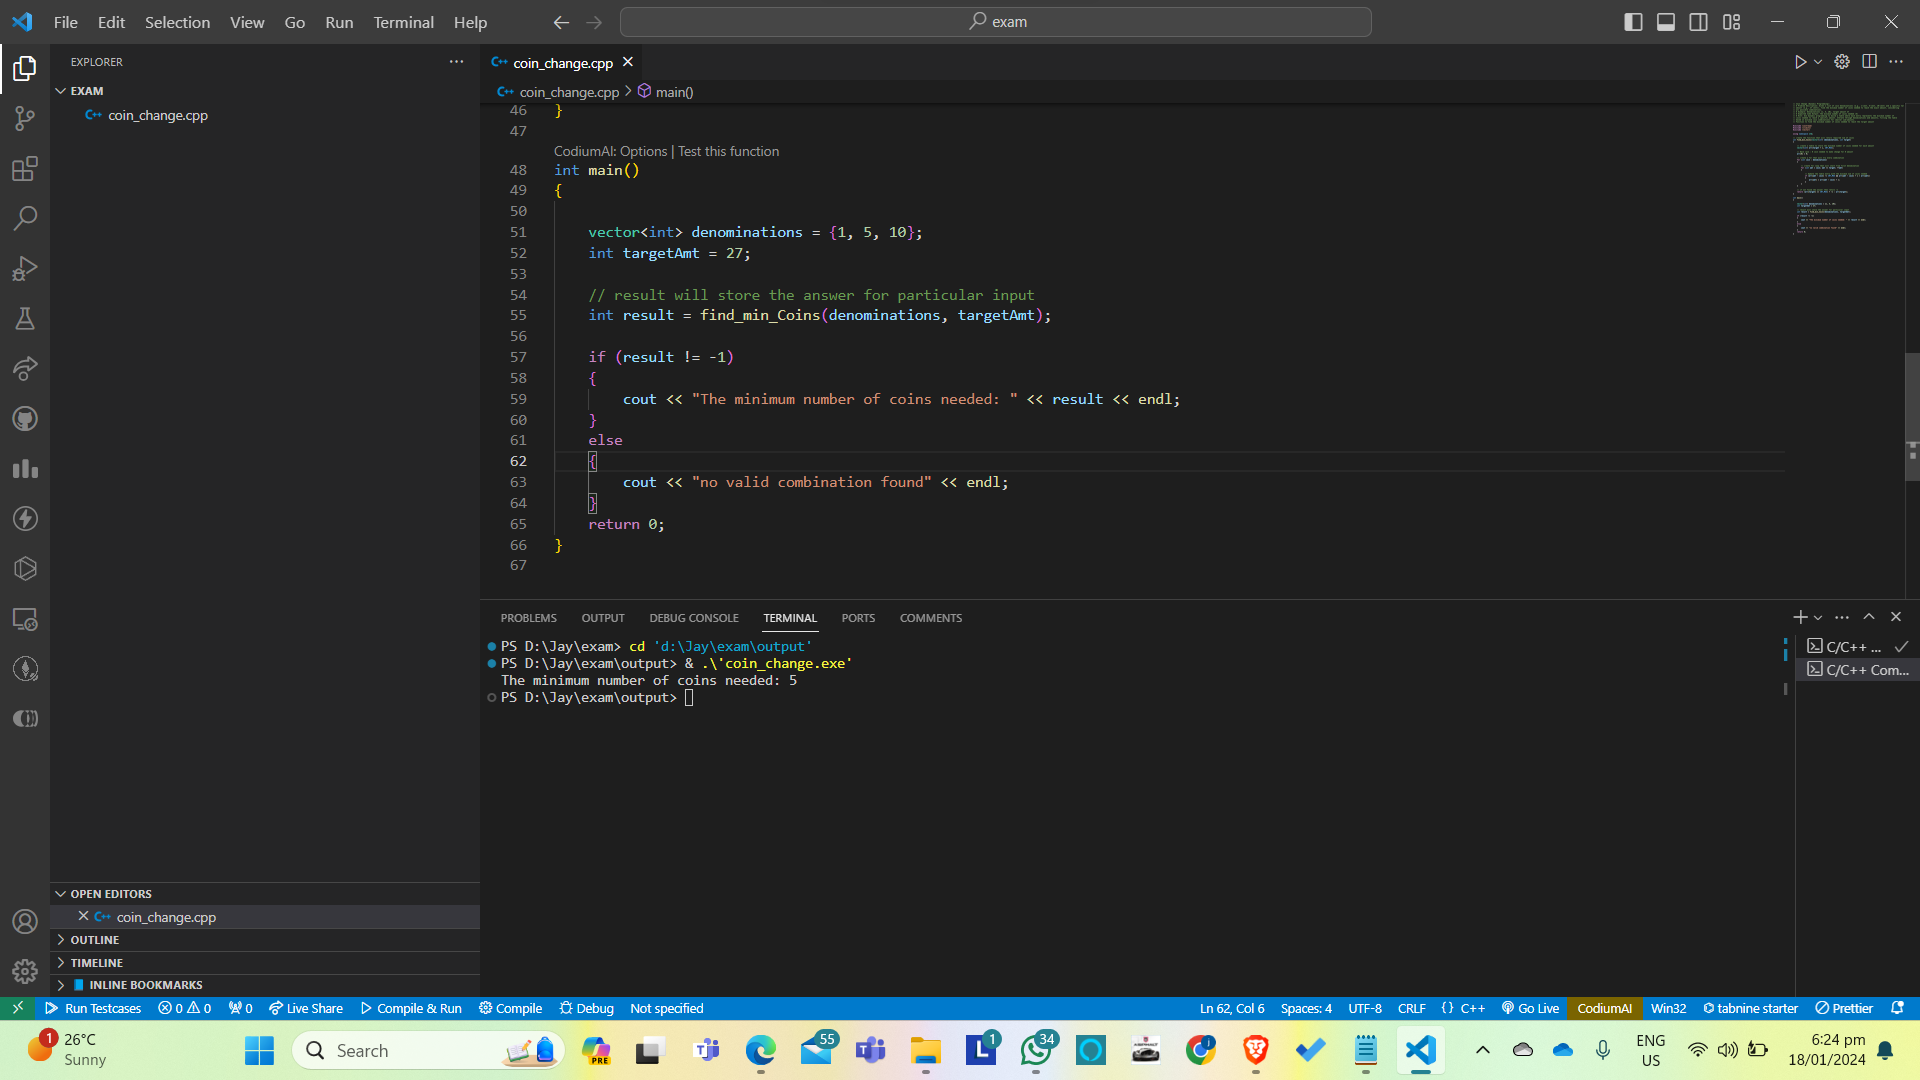 File Edit Selection View Go Run Terminal Help
exam
EXPLORER
EXAM
coin_change.cpp
coin_change.cpp
coin_change.cpp > main()
46 }
47
CodiumAI: Options | Test this function
48 int main()
49 {
50
51 vector<int> denominations = {1, 5, 10};
52 int targetAmt = 27;
53
54 // result will store the answer for particular input
55 int result = find_min_Coins(denominations, targetAmt);
56
57 if (result != -1)
58 {
59 cout << "The minimum number of coins needed: " << result << endl;
60 }
61 else
62 {
63 cout << "no valid combination found" << endl;
64 }
65 return 0;
66 }
67
PROBLEMS OUTPUT DEBUG CONSOLE TERMINAL PORTS COMMENTS
PS D:\Jay\exam> cd 'd:\Jay\exam\output'
PS D:\Jay\exam\output> & .\'coin_change.exe'
The minimum number of coins needed: 5
PS D:\Jay\exam\output>
C/C++ ...
C/C++ Com...
OPEN EDITORS
coin_change.cpp
OUTLINE
TIMELINE
INLINE BOOKMARKS
Run Testcases 0 0 0 Live Share Compile & Run Compile Debug Not specified Ln 62, Col 6 Spaces: 4 UTF-8 CRLF {} C++ Go Live CodiumAI Win32 tabnine starter Prettier
1 26°C
Sunny
Search
PRE
55
L 1
34
ENG
US
6:24 pm
18/01/2024